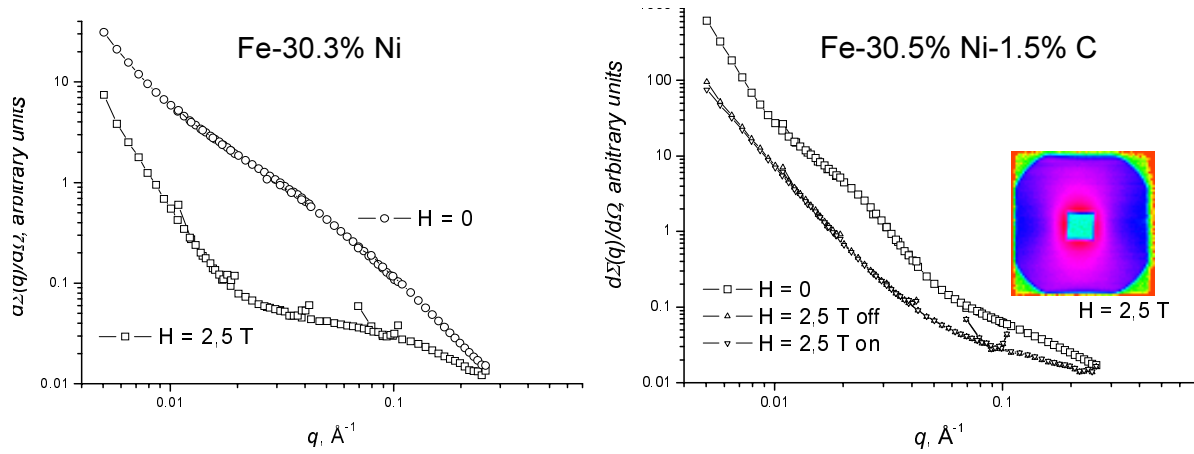 Fe-30.3% Ni
dΣ(q)/dΩ, arbitrary units
10
1
0.1
0.01
H = 0
H = 2,5 T
0.01
0.1
q, Å⁻¹
Fe-30.5% Ni-1.5% C
dΣ(q)/dΩ, arbitrary units
100
10
1
0.1
0.01
H = 0
H = 2,5 T off
H = 2,5 T on
H = 2,5 T
0.01
0.1
q, Å⁻¹